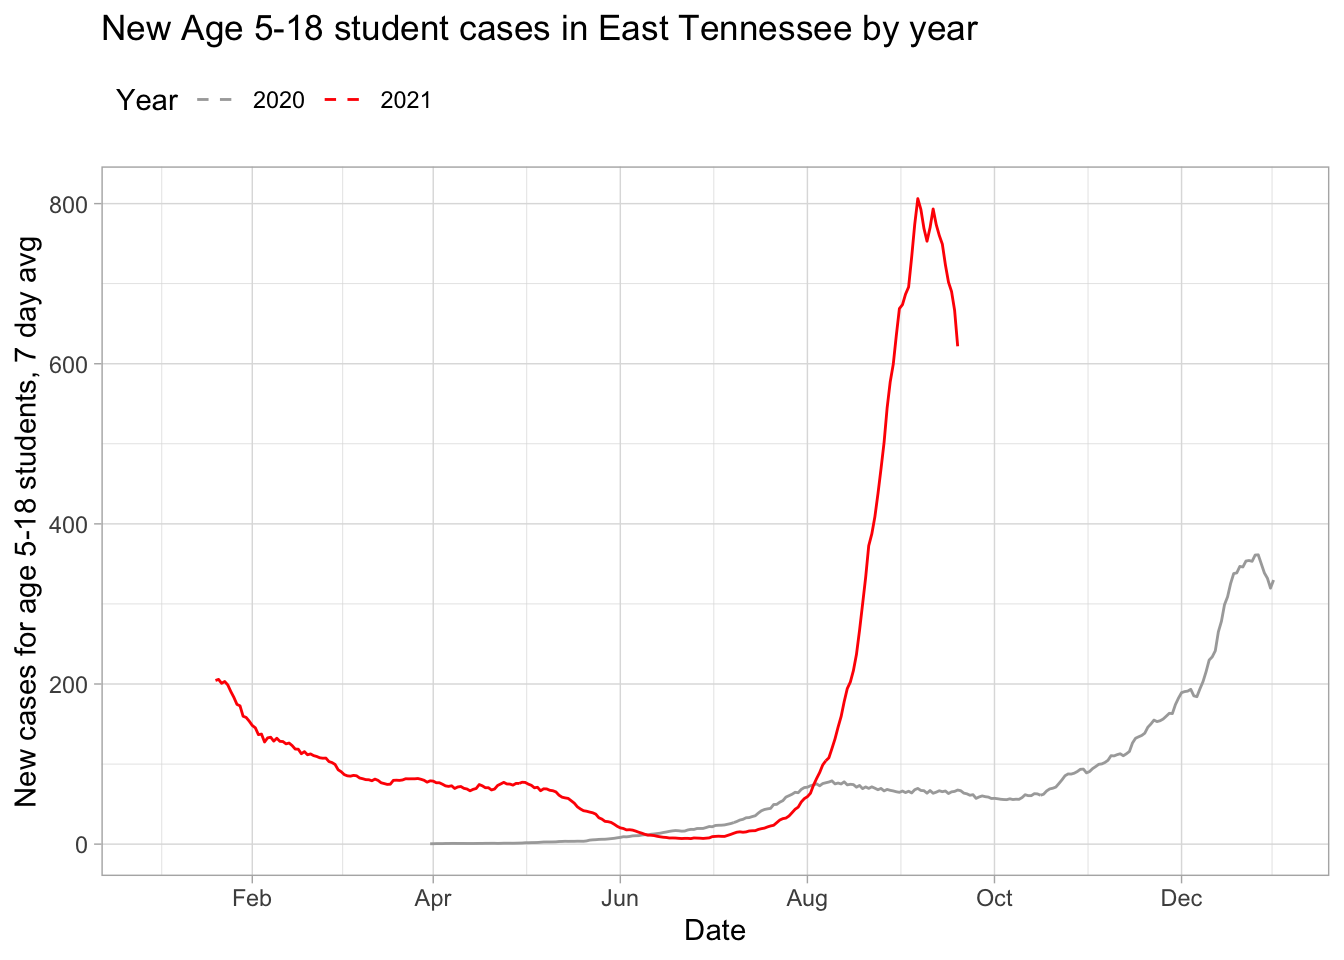 New Age 5-18 student cases in East Tennessee by year
Year 2020 2021
New cases for age 5-18 students, 7 day avg
800
600
400
200
0
Feb Apr Jun Aug Oct Dec
Date